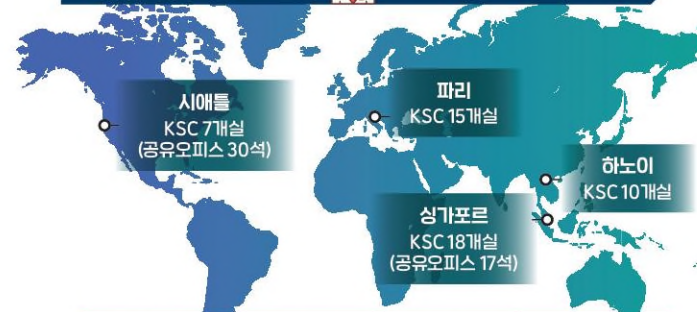 시애틀
KSC 7개실
(공유오피스 30석)
파리
KSC 15개실
하노이
KSC 10개실
싱가포르
KSC 18개실
(공유오피스 17석)